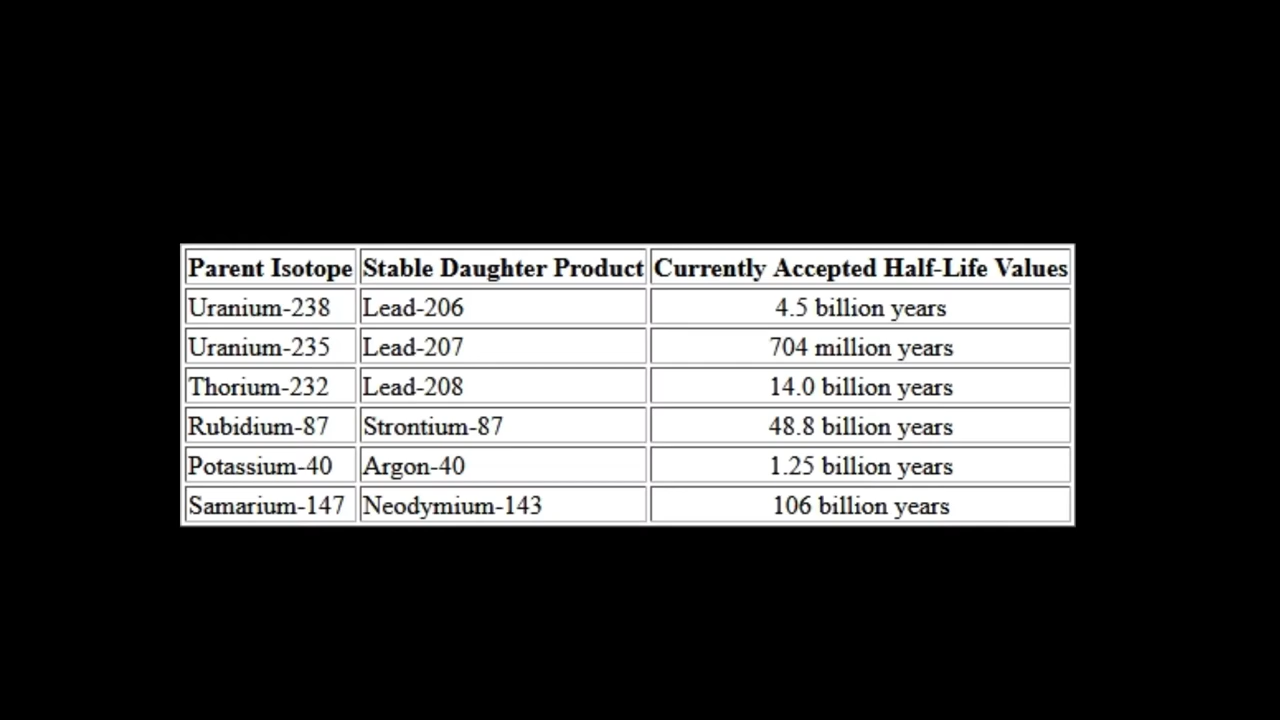 Parent Isotope Stable Daughter Product Currently Accepted Half-Life Values
Uranium-238 Lead-206 4.5 billion years
Uranium-235 Lead-207 704 million years
Thorium-232 Lead-208 14.0 billion years
Rubidium-87 Strontium-87 48.8 billion years
Potassium-40 Argon-40 1.25 billion years
Samarium-147 Neodymium-143 106 billion years